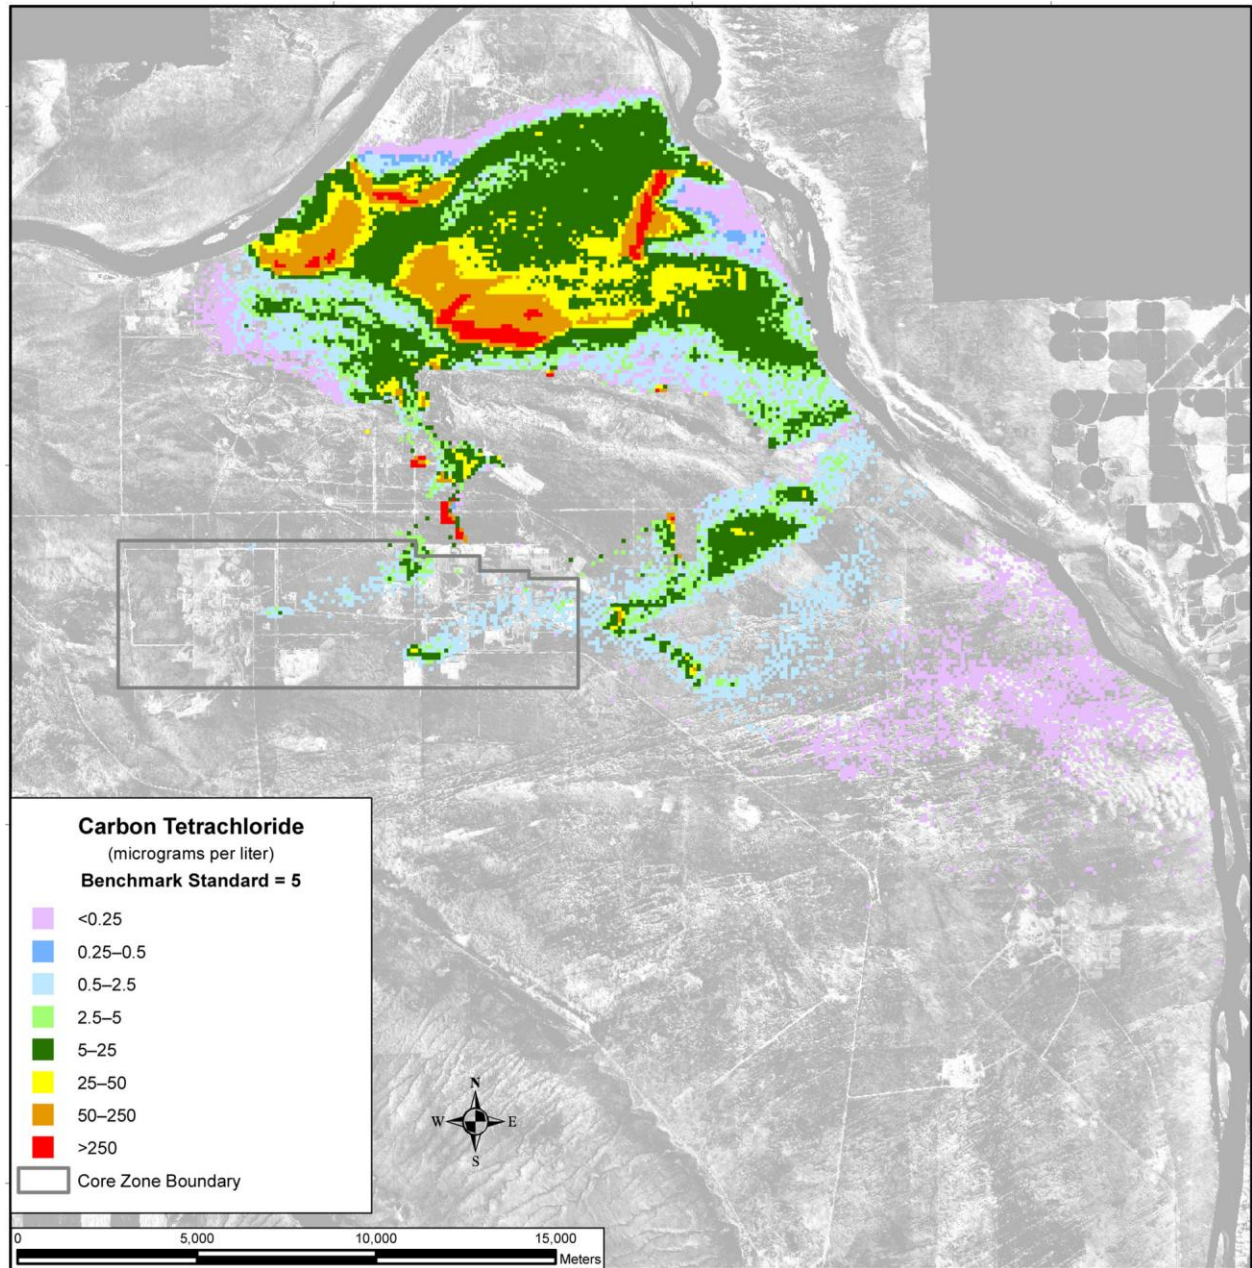 Carbon Tetrachloride
(micrograms per liter)
Benchmark Standard = 5
<0.25
0.25–0.5
0.5–2.5
2.5–5
5–25
25–50
50–250
>250
Core Zone Boundary
N
W E
S
0 5,000 10,000 15,000
Meters